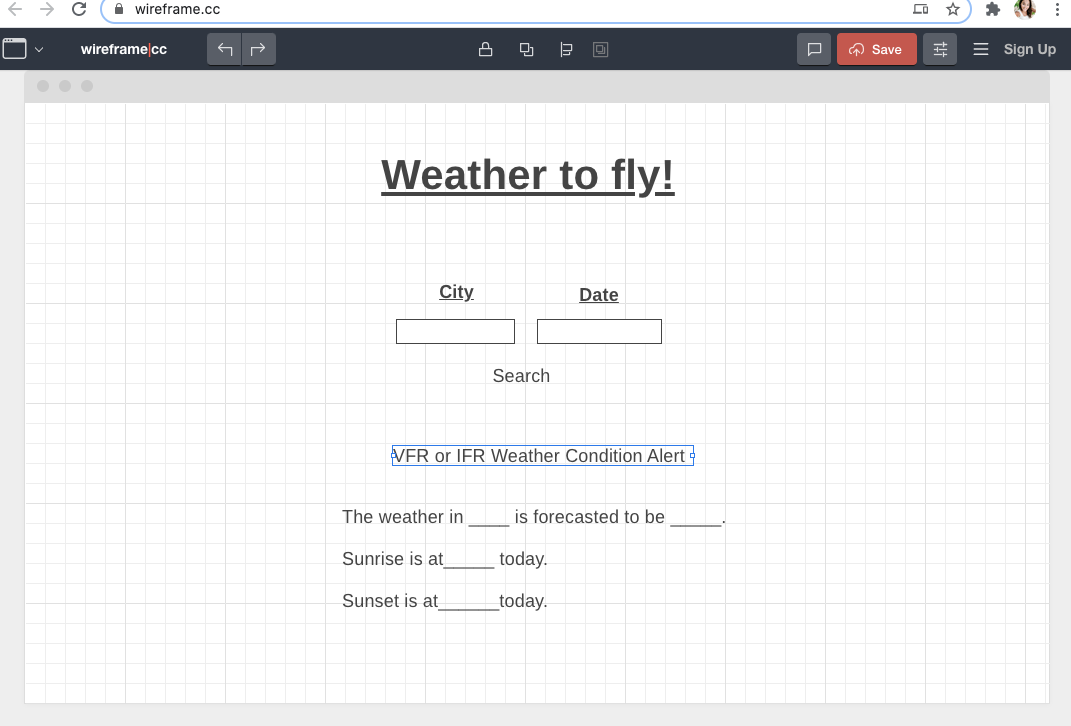 wireframe.cc
wireframe|cc
Save
Sign Up
Weather to fly!
City Date
Search
VFR or IFR Weather Condition Alert
The weather in ____ is forecasted to be _____.
Sunrise is at_____ today.
Sunset is at______today.